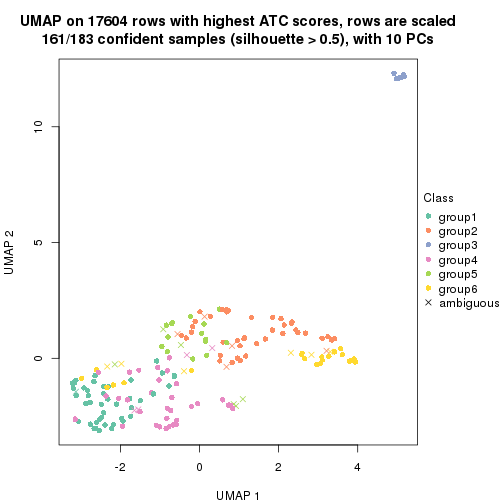 UMAP on 17604 rows with highest ATC scores, rows are scaled
161/183 confident samples (silhouette > 0.5), with 10 PCs
10
5
0
UMAP 2
-2
0
2
4
UMAP 1
Class
group1
group2
group3
group4
group5
group6
ambiguous